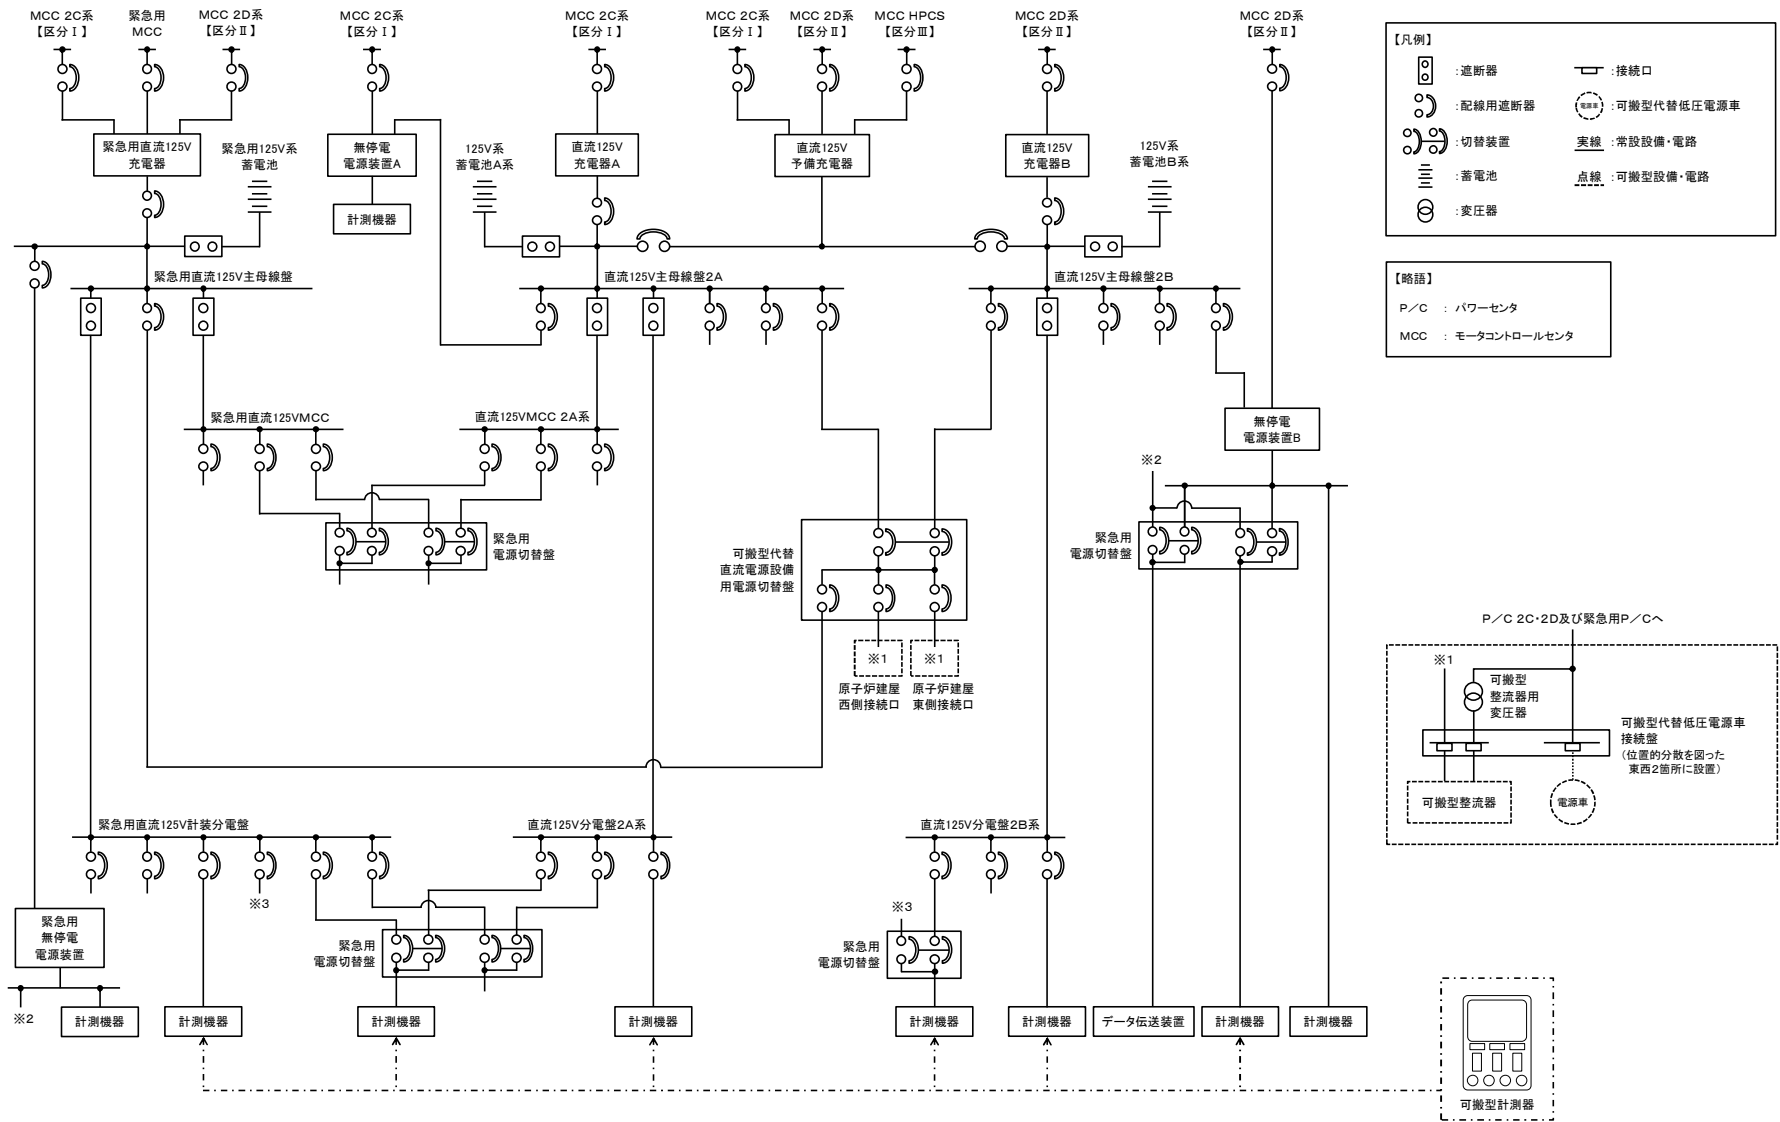 MCC 2C系
【区分Ⅰ】
緊急用
MCC
MCC 2D系
【区分Ⅱ】
MCC 2C系
【区分Ⅰ】
MCC 2C系
【区分Ⅰ】
MCC 2C系
【区分Ⅰ】
MCC 2D系
【区分Ⅱ】
MCC HPCS
【区分Ⅲ】
MCC 2D系
【区分Ⅱ】
MCC 2D系
【区分Ⅱ】
緊急用直流125V
充電器
緊急用125V系
蓄電池
無停電
電源装置A
125V系
蓄電池A系
直流125V
充電器A
直流125V
予備充電器
直流125V
充電器B
125V系
蓄電池B系
計測機器
緊急用直流125V主母線盤
直流125V主母線盤2A
直流125V主母線盤2B
緊急用直流125VMCC
直流125VMCC 2A系
無停電
電源装置B
※2
緊急用
電源切替盤
可搬型代替
直流電源設備
用電源切替盤
緊急用
電源切替盤
※1
※1
原子炉建屋
西側接続口
原子炉建屋
東側接続口
緊急用直流125V計装分電盤
直流125V分電盤2A系
直流125V分電盤2B系
※3
※3
緊急用
無停電
電源装置
緊急用
電源切替盤
緊急用
電源切替盤
※2
計測機器
計測機器
計測機器
計測機器
計測機器
計測機器
データ伝送装置
計測機器
計測機器
【凡例】
:遮断器
:接続口
:配線用遮断器
電源車
:可搬型代替低圧電源車
:切替装置
実線
:常設設備・電路
:蓄電池
点線
:可搬型設備・電路
:変圧器
【略語】
P/C : パワーセンタ
MCC : モータコントロールセンタ
P/C 2C・2D及び緊急用P/Cへ
※1
可搬型
整流器用
変圧器
可搬型代替低圧電源車
接続盤
(位置的分散を図った
東西2箇所に設置)
可搬型整流器
電源車
可搬型計測器